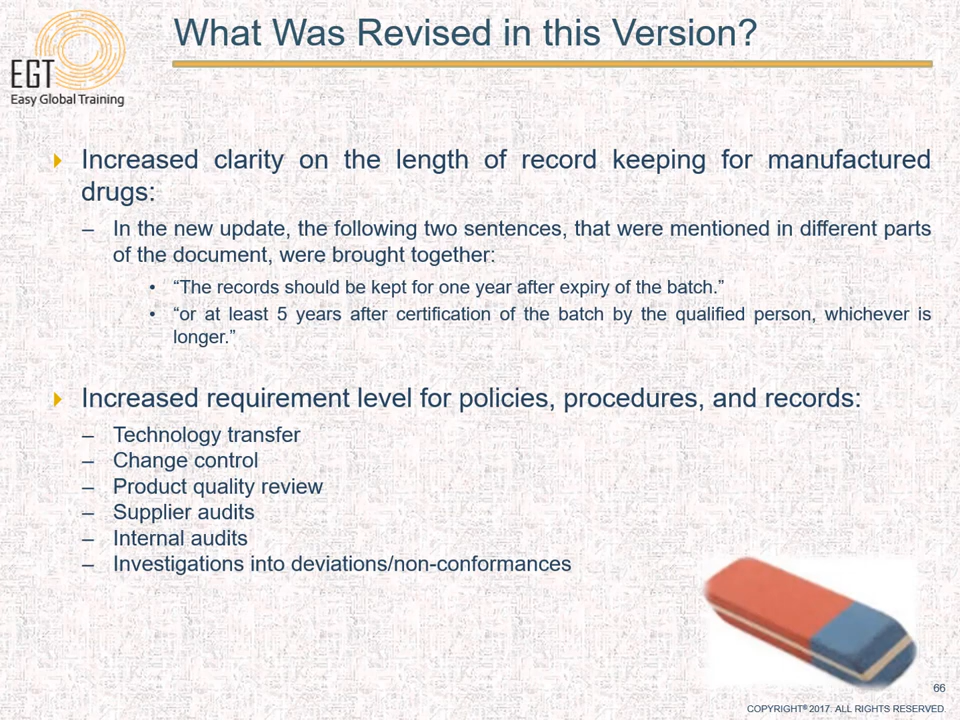 What Was Revised in this Version?
EGT
Easy Global Training
Increased clarity on the length of record keeping for manufactured
drugs:
– In the new update, the following two sentences, that were mentioned in different parts
of the document, were brought together:
• “The records should be kept for one year after expiry of the batch.”
• “or at least 5 years after certification of the batch by the qualified person, whichever is
longer.”
Increased requirement level for policies, procedures, and records:
– Technology transfer
– Change control
– Product quality review
– Supplier audits
– Internal audits
– Investigations into deviations/non-conformances
66
COPYRIGHT® 2017. ALL RIGHTS RESERVED.